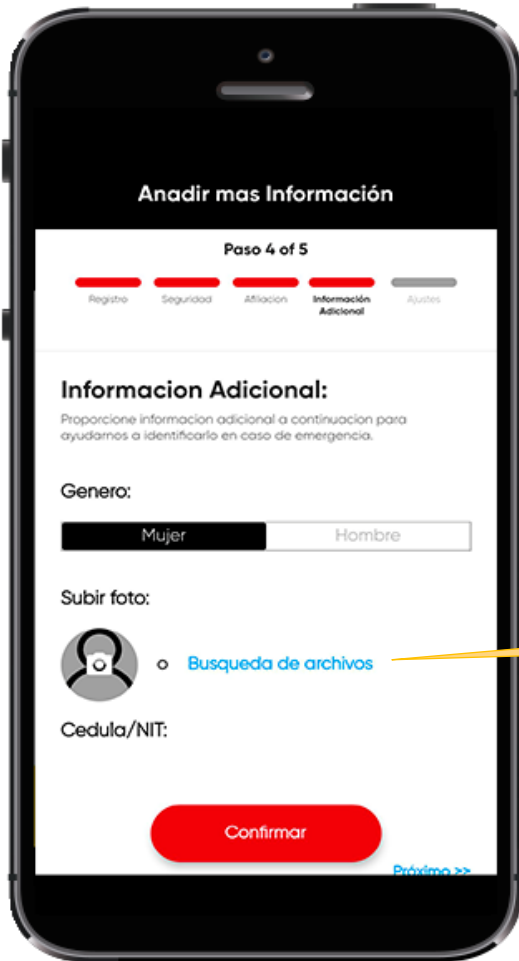 Anadir mas Información
Paso 4 of 5
Registro Seguridad Afiliacion Información Adicional Ajustes
Informacion Adicional:
Proporcione informacion adicional a continuacion para
ayudarnos a identificarlo en caso de emergencia.
Genero:
Mujer Hombre
Subir foto:
o Busqueda de archivos
Cedula/NIT:
Confirmar
Próximo >>